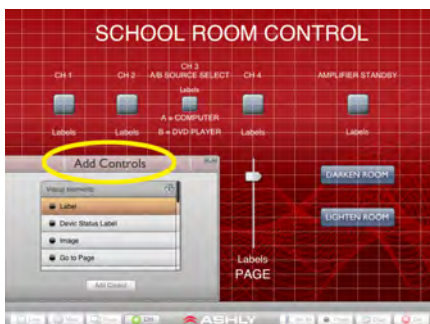 SCHOOL ROOM CONTROL
CH 1
CH 2
CH 3
A/B SOURCE SELECT
CH 4
AMPLIFIER STANDBY
Labels
A = COMPUTER
B = DVD PLAYER
Labels
Labels
Labels
Labels
Add Controls
Visual Elements
Label
Devic Status Label
Image
Go to Page
Add Control
DARKEN ROOM
LIGHTEN ROOM
Labels
PAGE
ASHLY